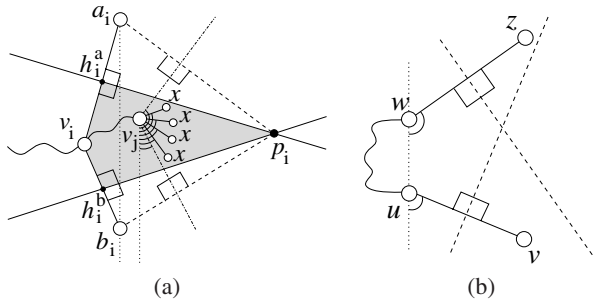 a_i
z
h_i^a
x
x
w
v_i
v_j
x
p_i
x
h_i^b
u
b_i
v
(a)
(b)